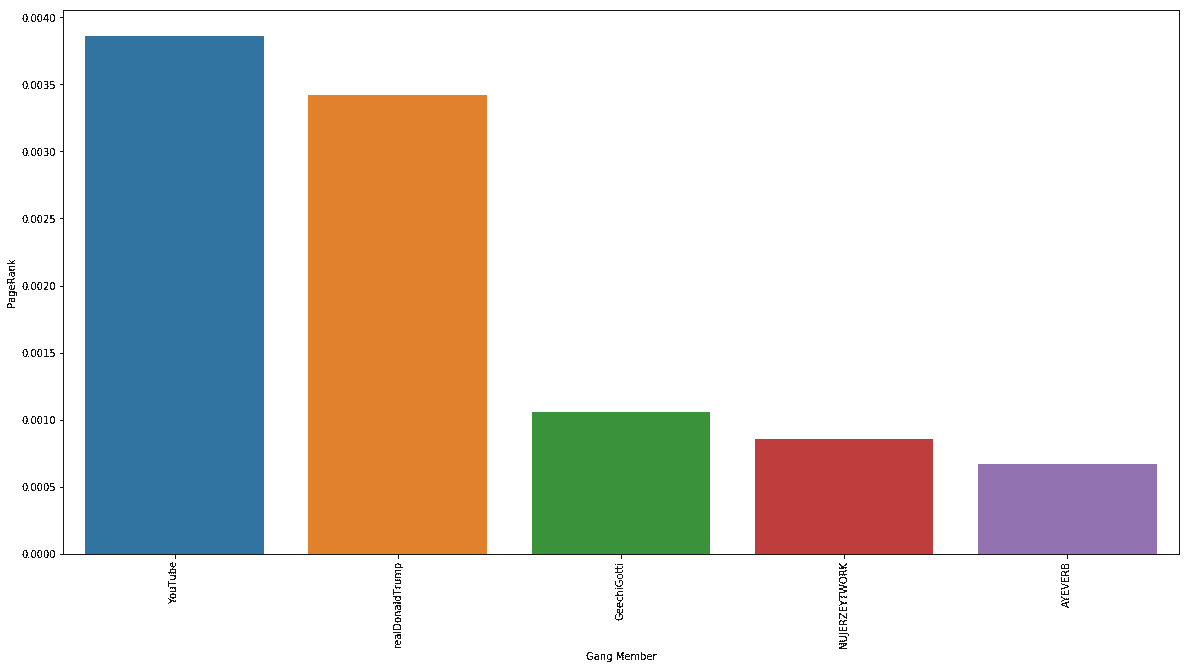 0.0040
0.0035
0.0030
0.0025
0.0020
0.0015
0.0010
0.0005
0.0000
PageRank
YouTube
realDonaldTrump
GeechiGotti
NUJERZEYTWORK
AYEVERB
Gang Member